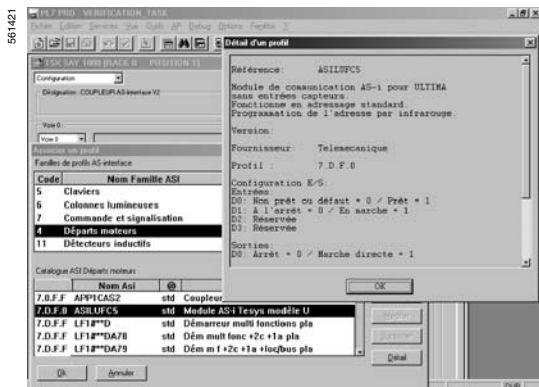 561421
PL7 PRO : VERIFICATION_TASK
Fichier Edition Services Vue Outils AP Debug Options Fenêtre ?
TSX SAY 1000 [RACK 0 POSITION 1]
Configuration
Désignation: COUPLEUR AS-interface V2
Voie 0
Voie 0
Associer un profil
Familles de profils AS-interface
Code Nom Famille ASI
5 Claviers
6 Colonnes lumineuses
7 Commande et signalisation
4 Départs moteurs
11 Détecteurs inductifs
Catalogue ASI Départs moteurs
Nom Asi @
7.0.F.F APP1CAS2 std Coupleur
7.D.F.0 ASILUFC5 std Module AS-i Tesys modèle U
7.D.F.F LF1#**D std Démarreur multi fonctions pla
7.D.F.F LF1#**DA78 std Dém mult fonc +2c +1a pla
7.D.F.F LF1#**DA79 std Dém m f +2c +1a +loc/bus pla
Ok
Annuler
Modifier
Supprimer
Détail
Détail d'un profil
Référence: ASILUFC5
Module de communication AS-i pour ULTIMA
sans entrées capteurs.
Fonctionne en adressage standard.
Programmation de l'adresse par infrarouge.
Version:
Fournisseur: Telemecanique
Profil : 7.D.F.0
Configuration E/S:
Entrées:
D0: Non prêt ou défaut = 0 / Prêt = 1
D1: A l'arrêt = 0 / En marche = 1
D2: Réservée
D3: Réservée
Sorties:
D0: Arrêt = 0 / Marche directe = 1
OK
OVR